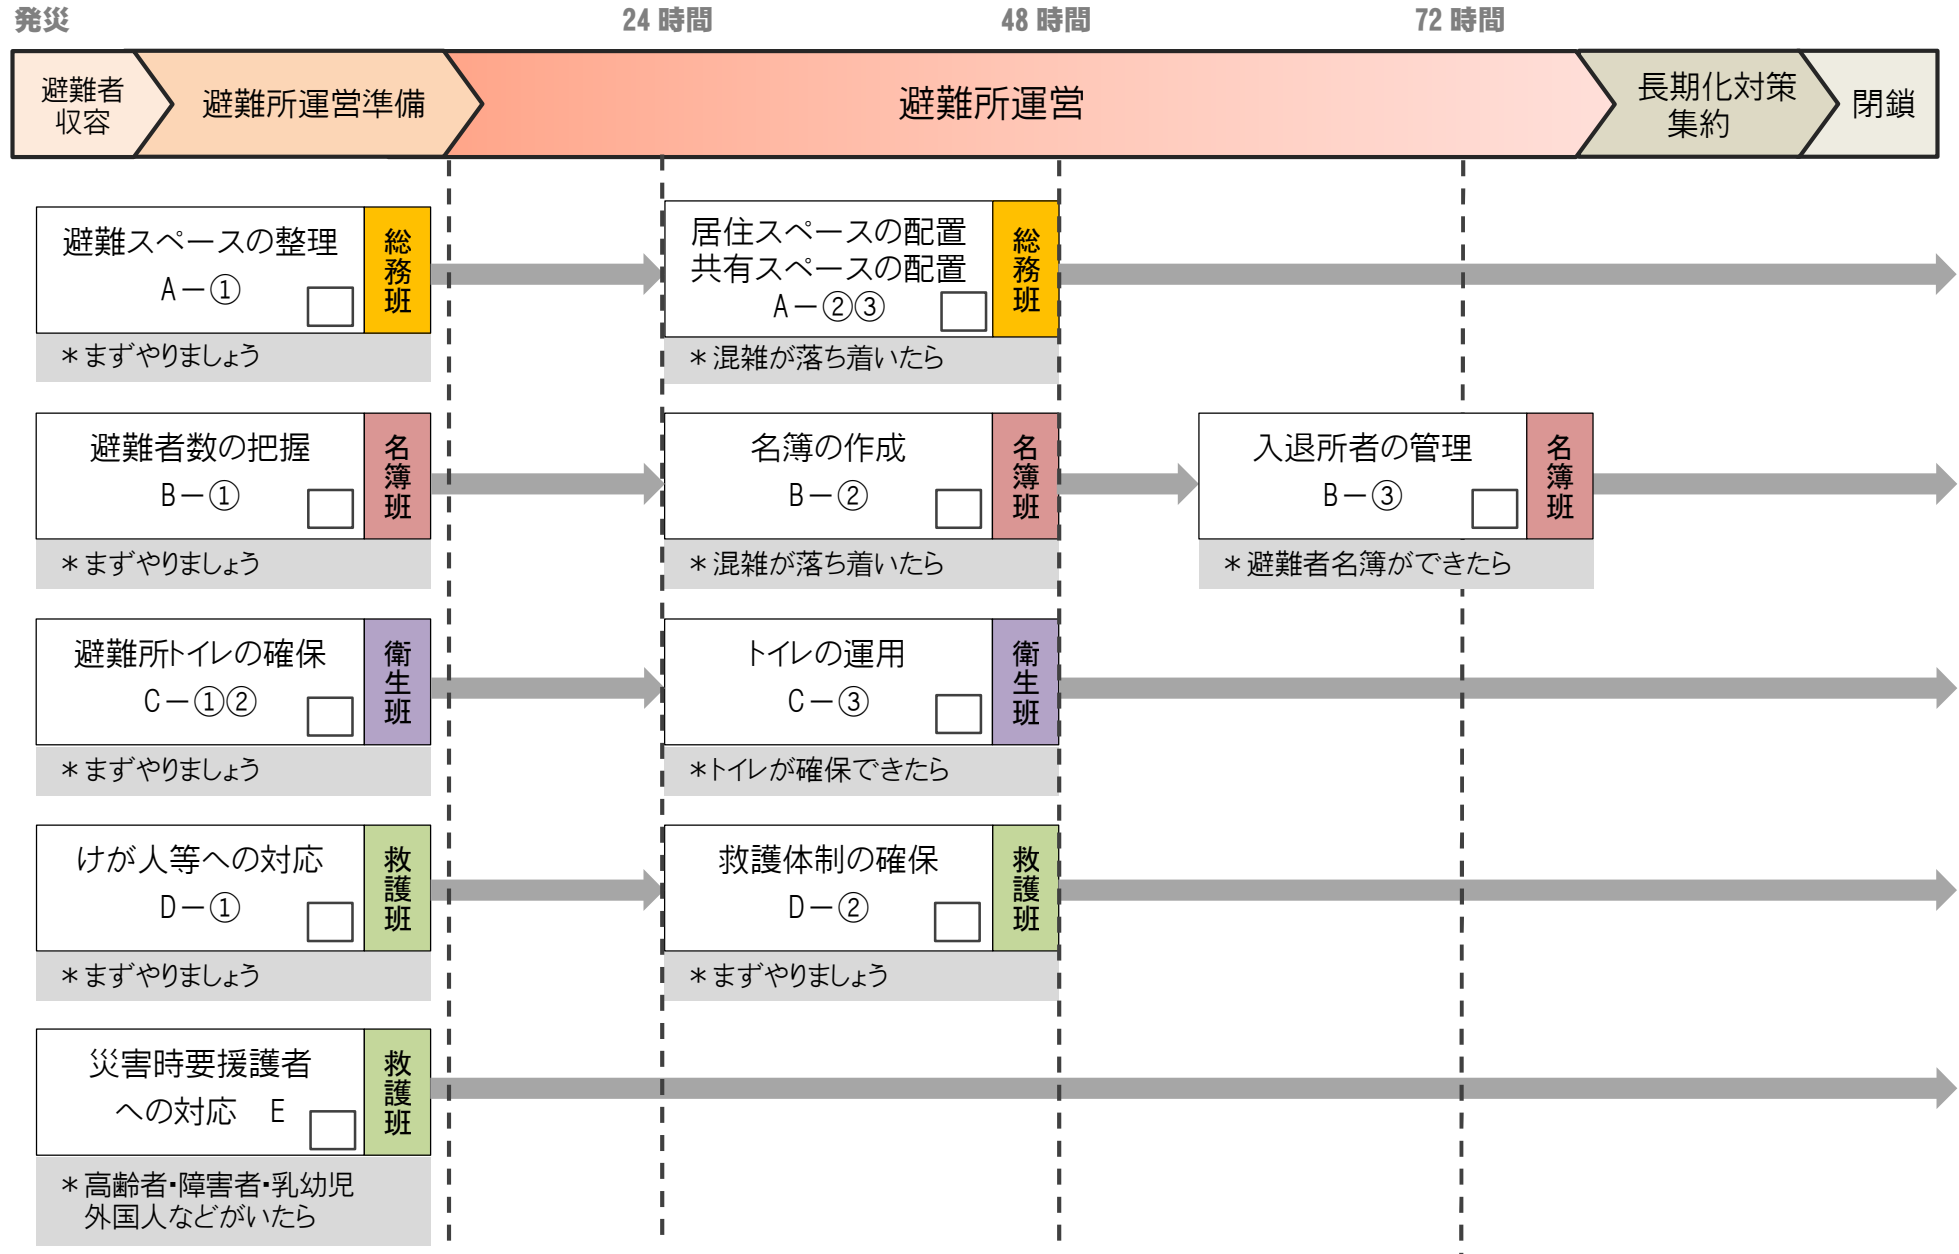 発災
24 時間
48 時間
72 時間
避難者
収容
避難所運営準備
避難所運営
長期化対策
集約
閉鎖
避難スペースの整理
A－①
総務班
＊まずやりましょう
居住スペースの配置
共有スペースの配置
A－②③
総務班
＊混雑が落ち着いたら
避難者数の把握
B－①
名簿班
＊まずやりましょう
名簿の作成
B－②
名簿班
＊混雑が落ち着いたら
入退所者の管理
B－③
名簿班
＊避難者名簿ができたら
避難所トイレの確保
C－①②
衛生班
＊まずやりましょう
トイレの運用
C－③
衛生班
＊トイレが確保できたら
けが人等への対応
D－①
救護班
＊まずやりましょう
救護体制の確保
D－②
救護班
＊まずやりましょう
災害時要援護者
への対応　E
救護班
＊高齢者・障害者・乳幼児
外国人などがいたら